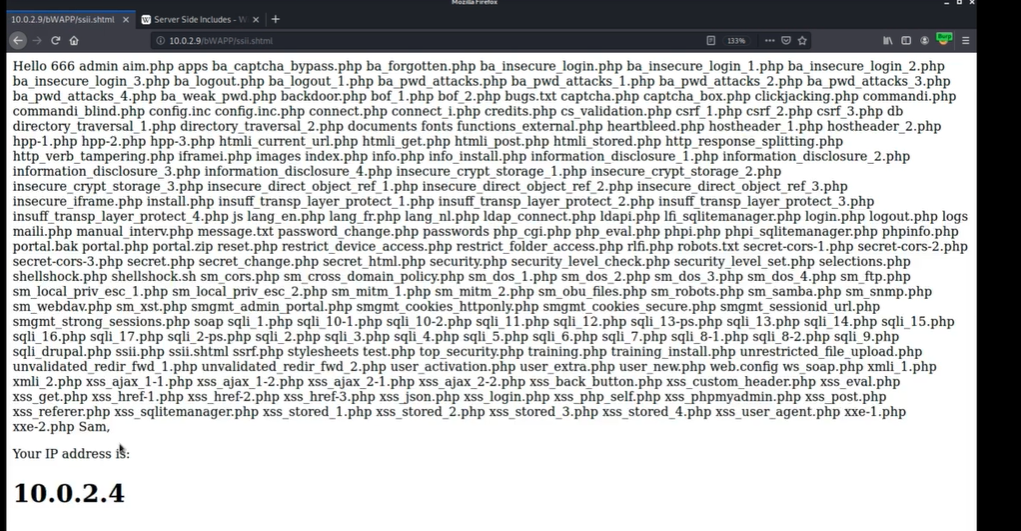 Mozilla Firefox
10.0.2.9/bWAPP/ssii.shtml
Server Side Includes - W
10.0.2.9/bWAPP/ssii.shtml
133%
Burp
Hello 666 admin aim.php apps ba_captcha_bypass.php ba_forgotten.php ba_insecure_login.php ba_insecure_login_1.php ba_insecure_login_2.php
ba_insecure_login_3.php ba_logout.php ba_logout_1.php ba_pwd_attacks.php ba_pwd_attacks_1.php ba_pwd_attacks_2.php ba_pwd_attacks_3.php
ba_pwd_attacks_4.php ba_weak_pwd.php backdoor.php bof_1.php bof_2.php bugs.txt captcha.php captcha_box.php clickjacking.php commandi.php
commandi_blind.php config.inc config.inc.php connect.php connect_i.php credits.php cs_validation.php csrf_1.php csrf_2.php csrf_3.php db
directory_traversal_1.php directory_traversal_2.php documents fonts functions_external.php heartbleed.php hostheader_1.php hostheader_2.php
hpp-1.php hpp-2.php hpp-3.php htmli_current_url.php htmli_get.php htmli_post.php htmli_stored.php http_response_splitting.php
http_verb_tampering.php iframei.php images index.php info.php info_install.php information_disclosure_1.php information_disclosure_2.php
information_disclosure_3.php information_disclosure_4.php insecure_crypt_storage_1.php insecure_crypt_storage_2.php
insecure_crypt_storage_3.php insecure_direct_object_ref_1.php insecure_direct_object_ref_2.php insecure_direct_object_ref_3.php
insecure_iframe.php install.php insuff_transp_layer_protect_1.php insuff_transp_layer_protect_2.php insuff_transp_layer_protect_3.php
insuff_transp_layer_protect_4.php js lang_en.php lang_fr.php lang_nl.php ldap_connect.php ldapi.php lfi_sqlitemanager.php login.php logout.php logs
maili.php manual_interv.php message.txt password_change.php passwords php_cgi.php php_eval.php phpi.php phpi_sqlitemanager.php phpinfo.php
portal.bak portal.php portal.zip reset.php restrict_device_access.php restrict_folder_access.php rlfi.php robots.txt secret-cors-1.php secret-cors-2.php
secret-cors-3.php secret.php secret_change.php secret_html.php security.php security_level_check.php security_level_set.php selections.php
shellshock.php shellshock.sh sm_cors.php sm_cross_domain_policy.php sm_dos_1.php sm_dos_2.php sm_dos_3.php sm_dos_4.php sm_ftp.php
sm_local_priv_esc_1.php sm_local_priv_esc_2.php sm_mitm_1.php sm_mitm_2.php sm_obu_files.php sm_robots.php sm_samba.php sm_snmp.php
sm_webdav.php sm_xst.php smgmt_admin_portal.php smgmt_cookies_httponly.php smgmt_cookies_secure.php smgmt_sessionid_url.php
smgmt_strong_sessions.php soap sqli_1.php sqli_10-1.php sqli_10-2.php sqli_11.php sqli_12.php sqli_13-ps.php sqli_13.php sqli_14.php sqli_15.php
sqli_16.php sqli_17.php sqli_2-ps.php sqli_2.php sqli_3.php sqli_4.php sqli_5.php sqli_6.php sqli_7.php sqli_8-1.php sqli_8-2.php sqli_9.php
sqli_drupal.php ssii.php ssii.shtml ssrf.php stylesheets test.php top_security.php training.php training_install.php unrestricted_file_upload.php
unvalidated_redir_fwd_1.php unvalidated_redir_fwd_2.php user_activation.php user_extra.php user_new.php web.config ws_soap.php xmli_1.php
xmli_2.php xss_ajax_1-1.php xss_ajax_1-2.php xss_ajax_2-1.php xss_ajax_2-2.php xss_back_button.php xss_custom_header.php xss_eval.php
xss_get.php xss_href-1.php xss_href-2.php xss_href-3.php xss_json.php xss_login.php xss_php_self.php xss_phpmyadmin.php xss_post.php
xss_referer.php xss_sqlitemanager.php xss_stored_1.php xss_stored_2.php xss_stored_3.php xss_stored_4.php xss_user_agent.php xxe-1.php
xxe-2.php Sam,
Your IP address is:
10.0.2.4